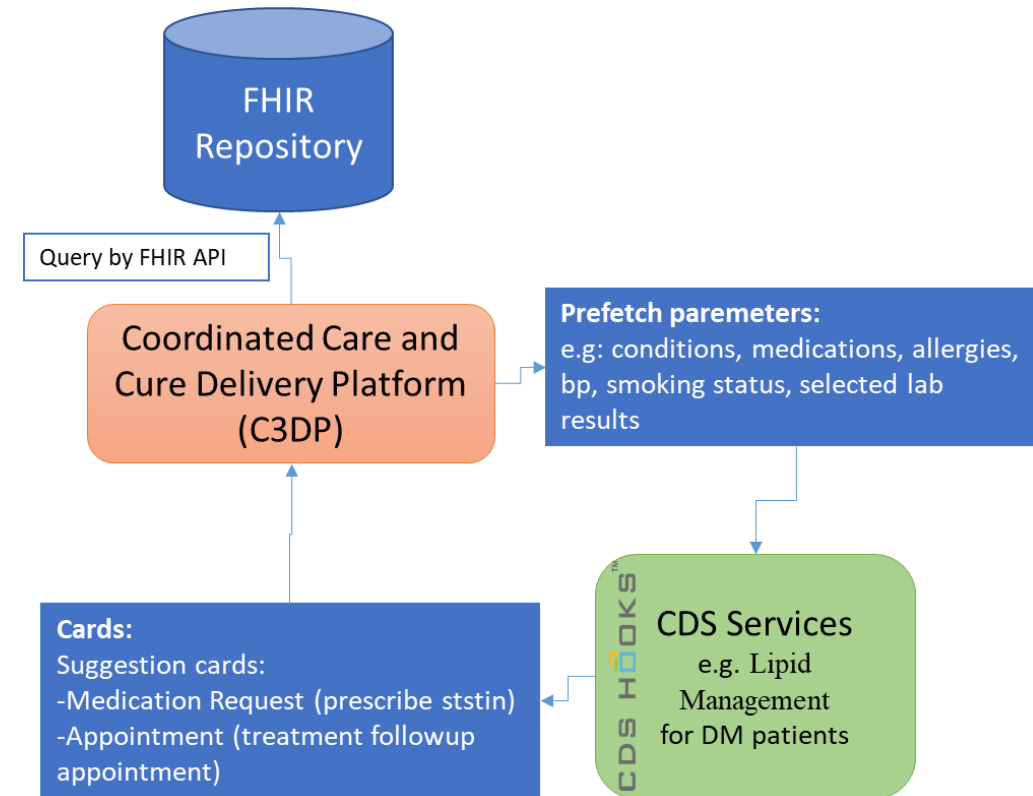 FHIR
Repository
Query by FHIR API
Coordinated Care and
Cure Delivery Platform
(C3DP)
Prefetch paremeters:
e.g: conditions, medications, allergies,
bp, smoking status, selected lab
results
CDS HOOKS™
CDS Services
e.g. Lipid
Management
for DM patients
Cards:
Suggestion cards:
-Medication Request (prescribe ststin)
-Appointment (treatment followup
appointment)